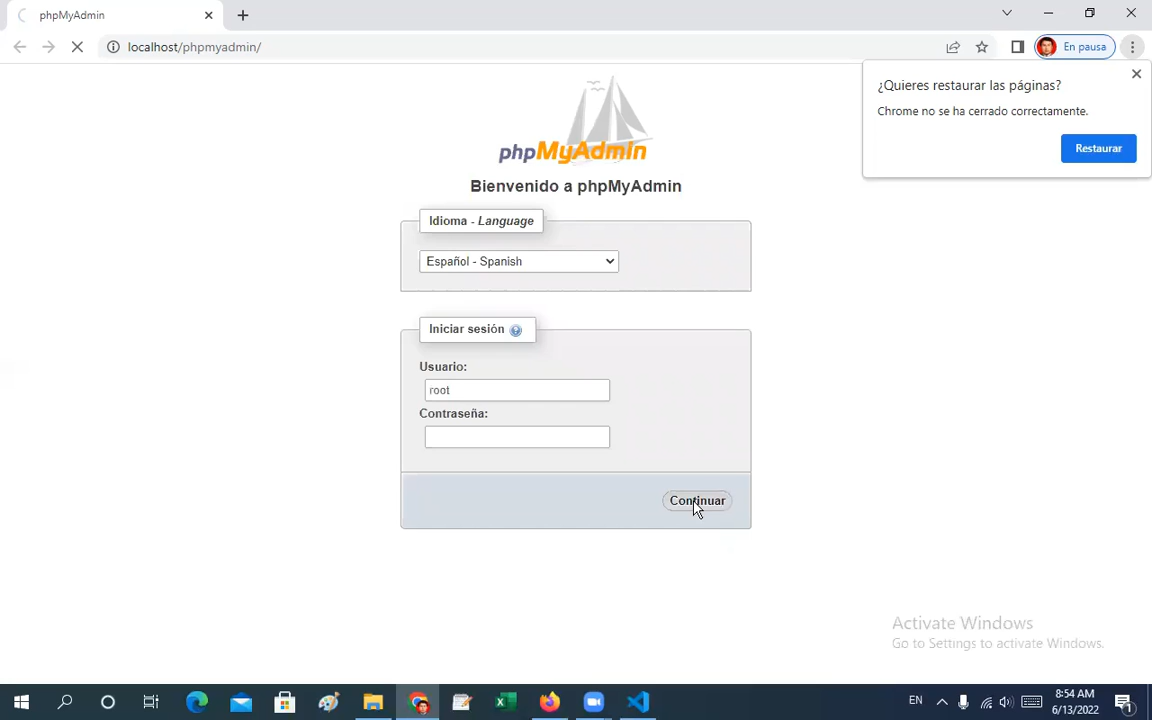 phpMyAdmin
localhost/phpmyadmin/
En pausa
¿Quieres restaurar las páginas?
Chrome no se ha cerrado correctamente.
Restaurar
phpMyAdmin
Bienvenido a phpMyAdmin
Idioma - Language
Español - Spanish
Iniciar sesión
Usuario:
root
Contraseña:
Continuar
Activate Windows
Go to Settings to activate Windows.
EN
8:54 AM
6/13/2022
1